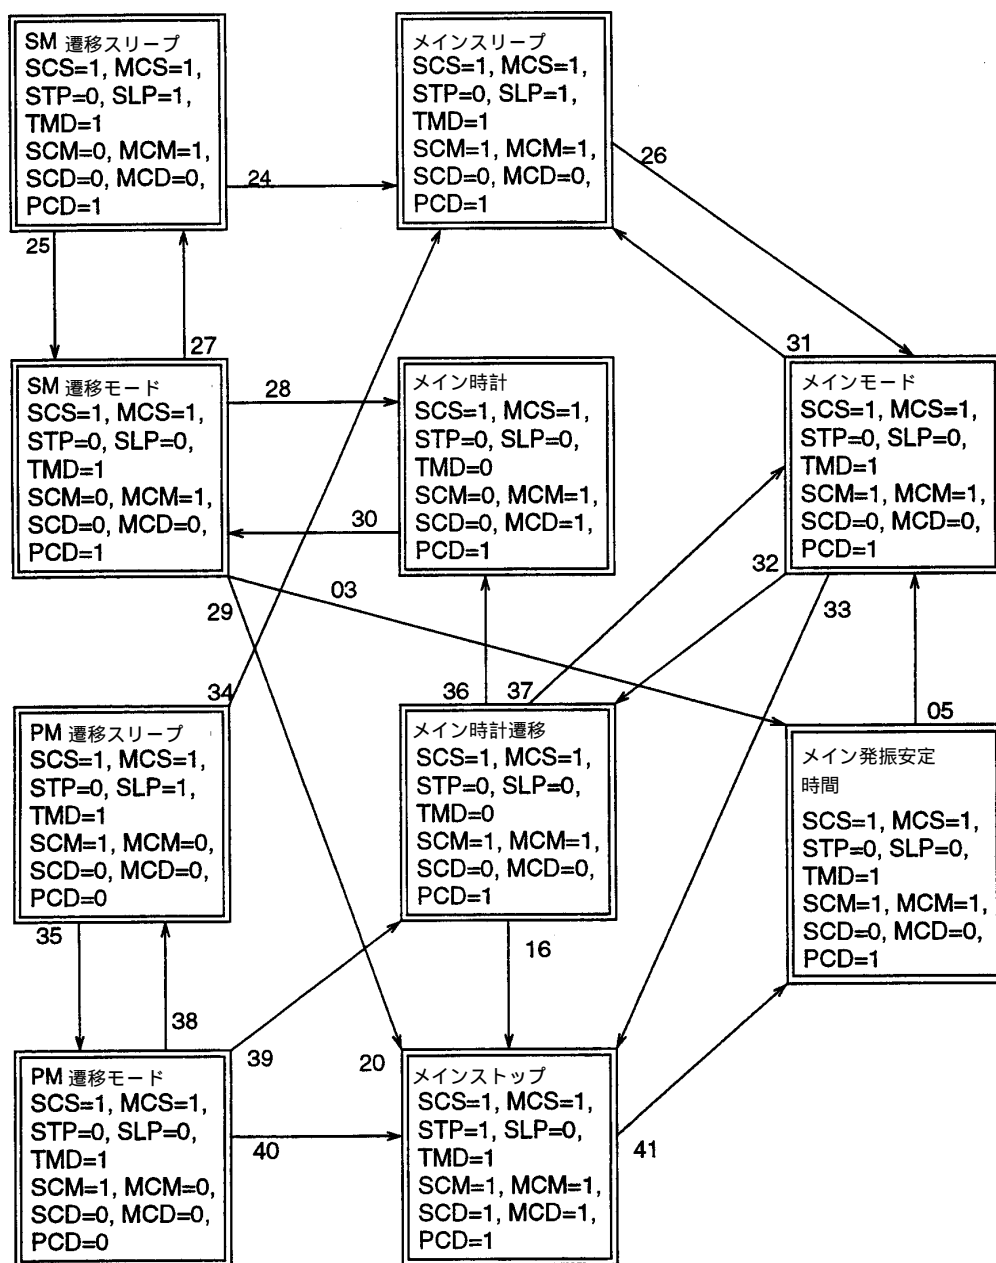 SM 遷移スリープ
SCS=1, MCS=1,
STP=0, SLP=1,
TMD=1
SCM=0, MCM=1,
SCD=0, MCD=0,
PCD=1
メインスリープ
SCS=1, MCS=1,
STP=0, SLP=1,
TMD=1
SCM=1, MCM=1,
SCD=0, MCD=0,
PCD=1
24
25
26
27
28
SM 遷移モード
SCS=1, MCS=1,
STP=0, SLP=0,
TMD=1
SCM=0, MCM=1,
SCD=0, MCD=0,
PCD=1
メイン時計
SCS=1, MCS=1,
STP=0, SLP=0,
TMD=0
SCM=0, MCM=1,
SCD=0, MCD=1,
PCD=1
31
メインモード
SCS=1, MCS=1,
STP=0, SLP=0,
TMD=1
SCM=1, MCM=1,
SCD=0, MCD=0,
PCD=1
30
29
03
32
33
34
36
37
05
PM 遷移スリープ
SCS=1, MCS=1,
STP=0, SLP=1,
TMD=1
SCM=1, MCM=0,
SCD=0, MCD=0,
PCD=0
メイン時計遷移
SCS=1, MCS=1,
STP=0, SLP=0,
TMD=0
SCM=1, MCM=1,
SCD=0, MCD=0,
PCD=1
メイン発振安定
時間
SCS=1, MCS=1,
STP=0, SLP=0,
TMD=1
SCM=1, MCM=1,
SCD=0, MCD=0,
PCD=1
35
16
38
39
20
PM 遷移モード
SCS=1, MCS=1,
STP=0, SLP=0,
TMD=1
SCM=1, MCM=0,
SCD=0, MCD=0,
PCD=0
40
メインストップ
SCS=1, MCS=1,
STP=1, SLP=0,
TMD=1
SCM=1, MCM=1,
SCD=1, MCD=1,
PCD=1
41